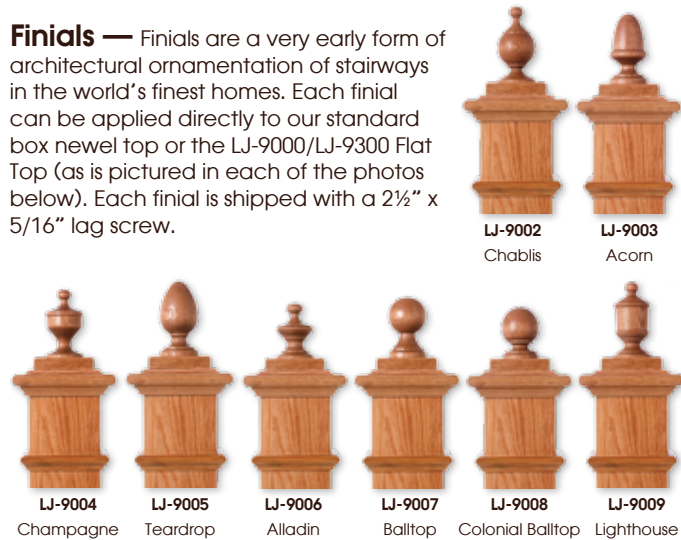 Finials — Finials are a very early form of
architectural ornamentation of stairways
in the world's finest homes. Each finial
can be applied directly to our standard
box newel top or the LJ-9000/LJ-9300 Flat
Top (as is pictured in each of the photos
below). Each finial is shipped with a 2½" x
5/16" lag screw.
LJ-9002 LJ-9003
Chablis Acorn
LJ-9004 LJ-9005 LJ-9006 LJ-9007 LJ-9008 LJ-9009
Champagne Teardrop Alladin Balltop Colonial Balltop Lighthouse